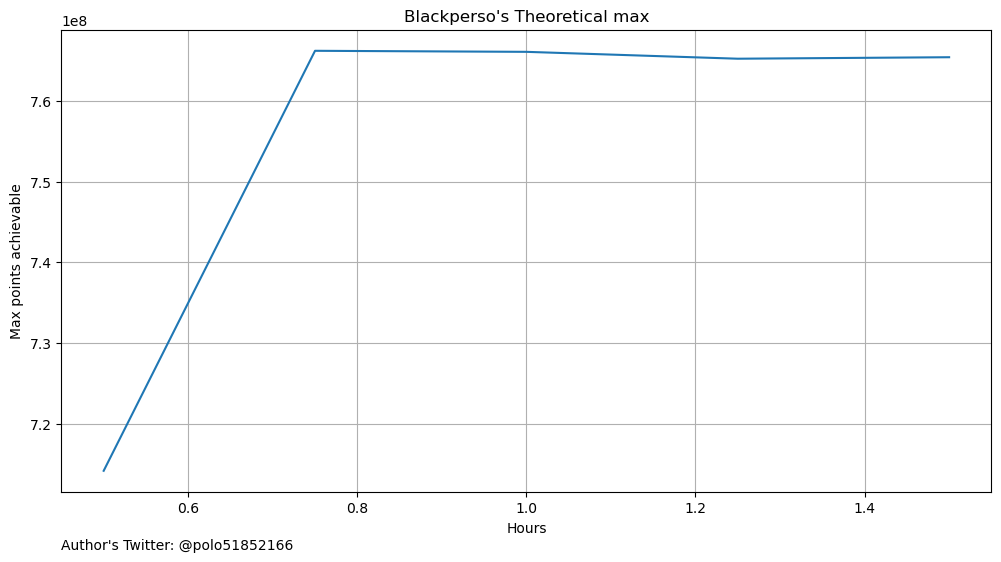 Blackperso's Theoretical max
1e8
7.6
7.5
7.4
7.3
7.2
Max points achievable
0.6 0.8 1.0 1.2 1.4
Hours
Author's Twitter: @polo51852166